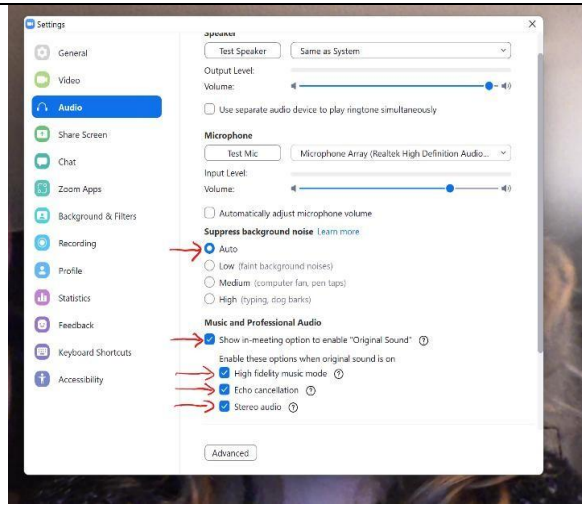 Settings
General
Video
Audio
Share Screen
Chat
Zoom Apps
Background & Filters
Recording
Profile
Statistics
Feedback
Keyboard Shortcuts
Accessibility
Speaker
Test Speaker Same as System
Output Level:
Volume:
Use separate audio device to play ringtone simultaneously
Microphone
Test Mic Microphone Array (Realtek High Definition Audio...
Input Level:
Volume:
Automatically adjust microphone volume
Suppress background noise Learn more
Auto
Low (faint background noises)
Medium (computer fan, pen taps)
High (typing, dog barks)
Music and Professional Audio
Show in-meeting option to enable "Original Sound" ?
Enable these options when original sound is on
High fidelity music mode ?
Echo cancellation ?
Stereo audio ?
Advanced